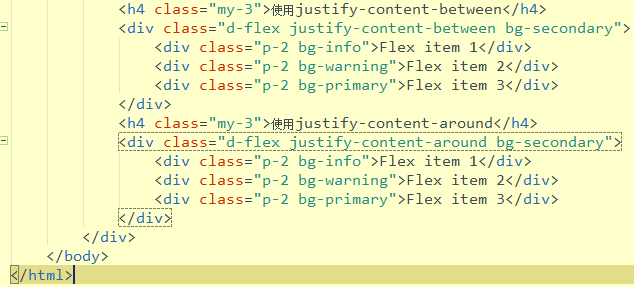 <h4 class="my-3">使用justify-content-between</h4>
<div class="d-flex justify-content-between bg-secondary">
<div class="p-2 bg-info">Flex item 1</div>
<div class="p-2 bg-warning">Flex item 2</div>
<div class="p-2 bg-primary">Flex item 3</div>
</div>
<h4 class="my-3">使用justify-content-around</h4>
<div class="d-flex justify-content-around bg-secondary">
<div class="p-2 bg-info">Flex item 1</div>
<div class="p-2 bg-warning">Flex item 2</div>
<div class="p-2 bg-primary">Flex item 3</div>
</div>
</div>
</body>
</html>